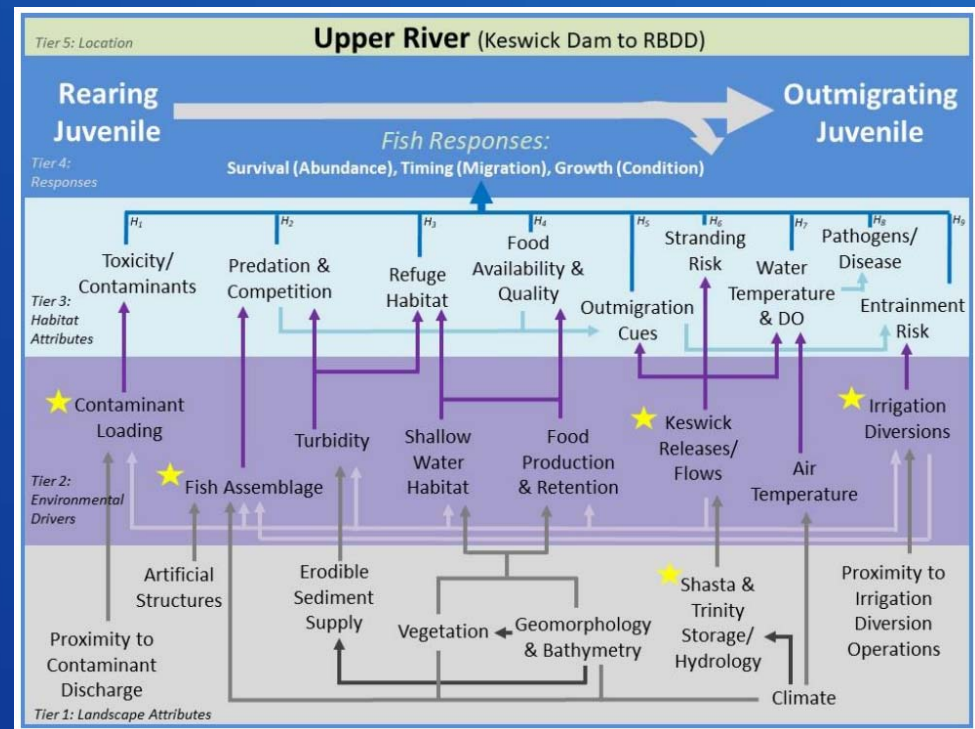 Tier 5: Location
Upper River (Keswick Dam to RBDD)
Rearing
Juvenile
Outmigrating
Juvenile
Fish Responses:
Survival (Abundance), Timing (Migration), Growth (Condition)
Tier 4:
Responses
H1
H2
H3
H4
H5
H6
H7
H8
H9
Toxicity/
Contaminants
Predation &
Competition
Refuge
Habitat
Food
Availability &
Quality
Outmigration
Cues
Stranding
Risk
Water
Temperature
& DO
Pathogens/
Disease
Entrainment
Risk
Tier 3:
Habitat
Attributes
Contaminant
Loading
Fish Assemblage
Turbidity
Shallow
Water
Habitat
Food
Production
& Retention
Keswick
Releases/
Flows
Air
Temperature
Irrigation
Diversions
Tier 2:
Environmental
Drivers
Proximity to
Contaminant
Discharge
Artificial
Structures
Erodible
Sediment
Supply
Vegetation
Geomorphology
& Bathymetry
Shasta &
Trinity
Storage/
Hydrology
Climate
Proximity to
Irrigation
Diversion
Operations
Tier 1: Landscape Attributes